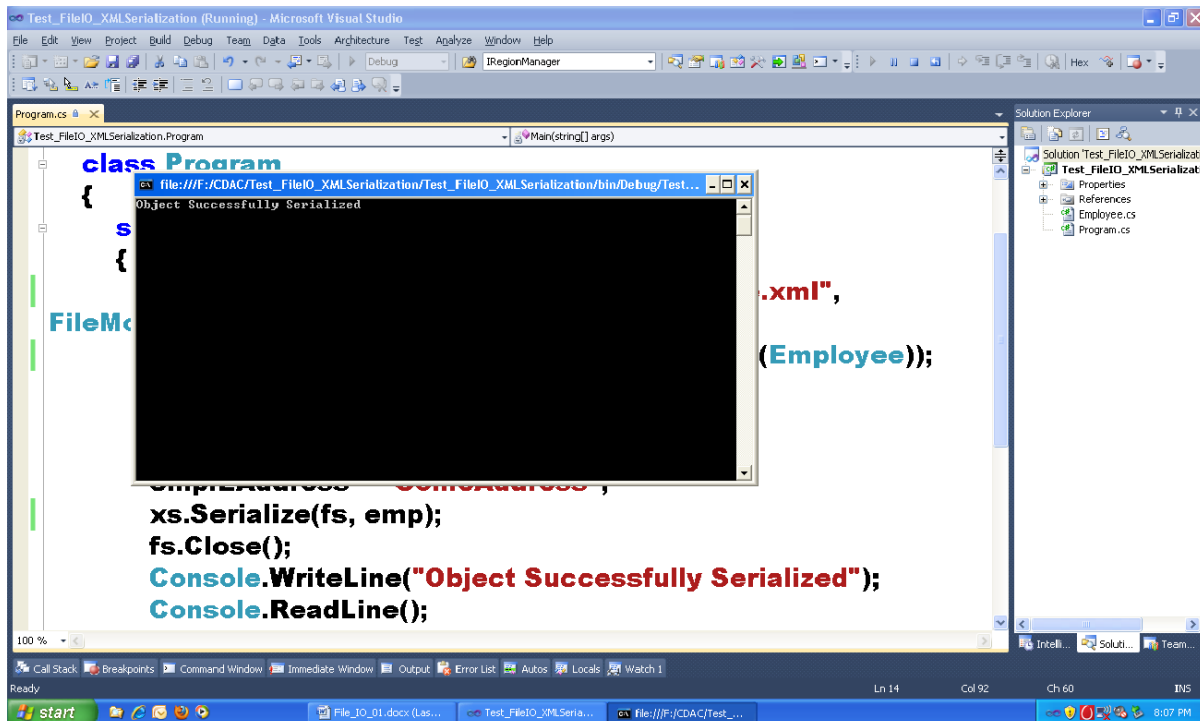 Test_FileIO_XMLSerialization (Running) - Microsoft Visual Studio
File Edit View Project Build Debug Team Data Tools Architecture Test Analyze Window Help
Debug IRegionManager Hex
Program.cs
Test_FileIO_XMLSerialization.Program Main(string[] args)
class Program
{
s
{
.xml",
FileMo
(Employee));
xs.Serialize(fs, emp);
fs.Close();
Console.WriteLine("Object Successfully Serialized");
Console.ReadLine();
100 %
file:///F:/CDAC/Test_FileIO_XMLSerialization/Test_FileIO_XMLSerialization/bin/Debug/Test...
Object Successfully Serialized
Solution Explorer
Solution 'Test_FileIO_XMLSerializat
Test_FileIO_XMLSerializat
Properties
References
Employee.cs
Program.cs
Intelli... Soluti... Team...
Call Stack Breakpoints Command Window Immediate Window Output Error List Autos Locals Watch 1
Ready Ln 14 Col 92 Ch 60 INS
start File_IO_01.docx (Las... Test_FileIO_XMLSeria... file:///F:/CDAC/Test_... 8:07 PM